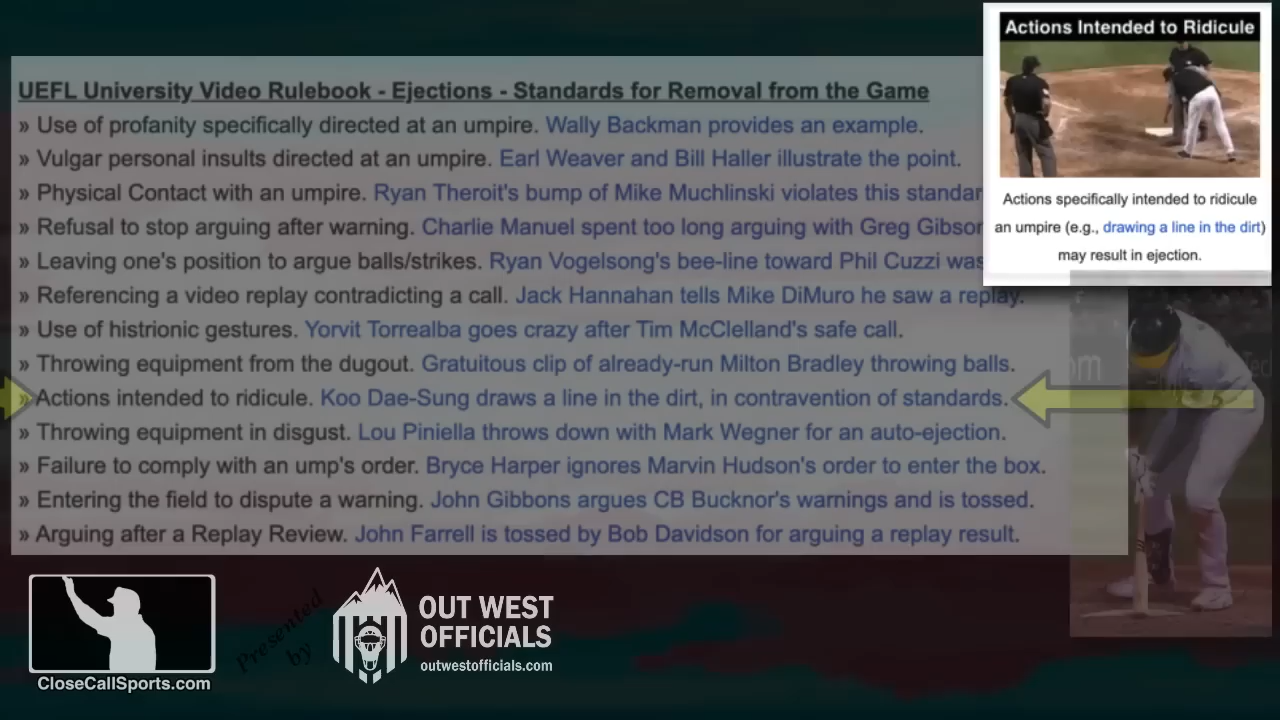 Actions Intended to Ridicule
Actions specifically intended to ridicule
an umpire (e.g., drawing a line in the dirt)
may result in ejection.
UEFL University Video Rulebook - Ejections - Standards for Removal from the Game
» Use of profanity specifically directed at an umpire. Wally Backman provides an example.
» Vulgar personal insults directed at an umpire. Earl Weaver and Bill Haller illustrate the point.
» Physical Contact with an umpire. Ryan Theroit's bump of Mike Muchlinski violates this standar
» Refusal to stop arguing after warning. Charlie Manuel spent too long arguing with Greg Gibson
» Leaving one's position to argue balls/strikes. Ryan Vogelsong's bee-line toward Phil Cuzzi was
» Referencing a video replay contradicting a call. Jack Hannahan tells Mike DiMuro he saw a replay.
» Use of histrionic gestures. Yorvit Torrealba goes crazy after Tim McClelland's safe call.
» Throwing equipment from the dugout. Gratuitous clip of already-run Milton Bradley throwing balls.
» Actions intended to ridicule. Koo Dae-Sung draws a line in the dirt, in contravention of standards.
» Throwing equipment in disgust. Lou Piniella throws down with Mark Wegner for an auto-ejection.
» Failure to comply with an ump's order. Bryce Harper ignores Marvin Hudson's order to enter the box.
» Entering the field to dispute a warning. John Gibbons argues CB Bucknor's warnings and is tossed.
» Arguing after a Replay Review. John Farrell is tossed by Bob Davidson for arguing a replay result.
CloseCallSports.com
Presented
by
OUT WEST
OFFICIALS
outwestofficials.com